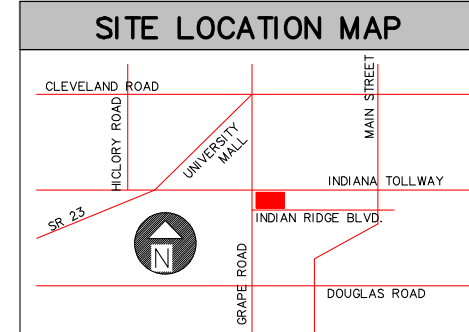 SITE LOCATION MAP
CLEVELAND ROAD
HICLORY ROAD
MAIN STREET
UNIVERSITY
MALL
INDIANA TOLLWAY
SR 23
INDIAN RIDGE BLVD.
N
GRAPE ROAD
DOUGLAS ROAD